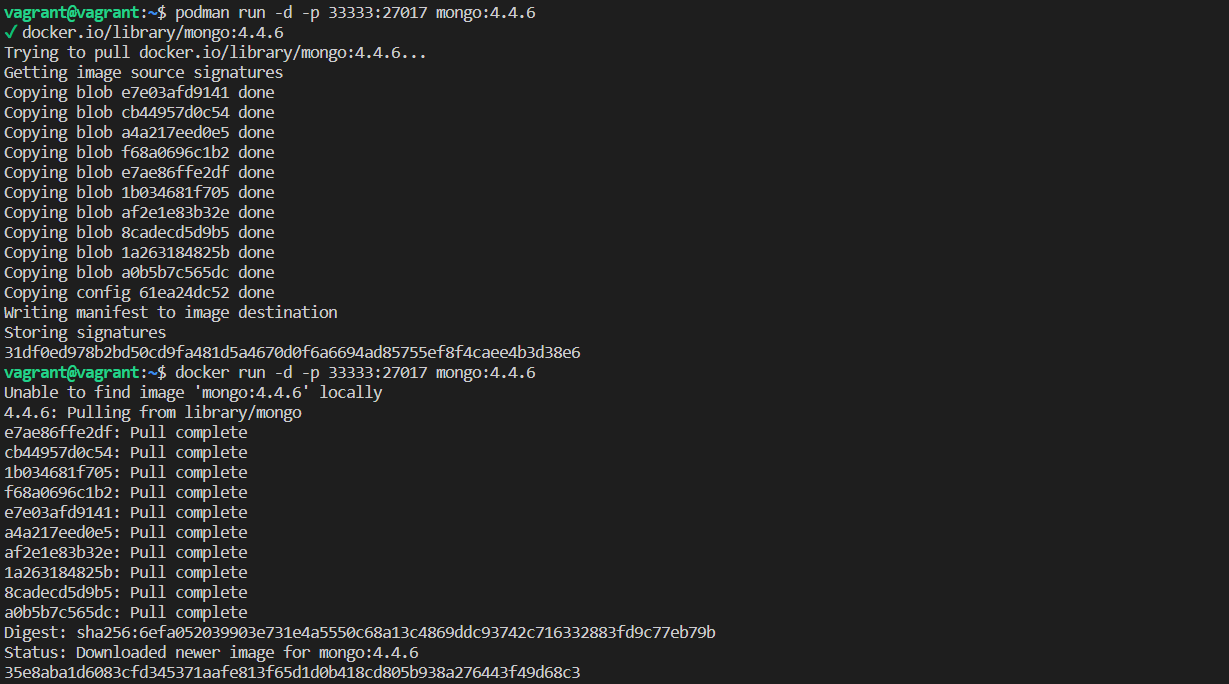 vagrant@vagrant:~$ podman run -d -p 33333:27017 mongo:4.4.6
✓ docker.io/library/mongo:4.4.6
Trying to pull docker.io/library/mongo:4.4.6...
Getting image source signatures
Copying blob e7e03afd9141 done
Copying blob cb44957d0c54 done
Copying blob a4a217eed0e5 done
Copying blob f68a0696c1b2 done
Copying blob e7ae86ffe2df done
Copying blob 1b034681f705 done
Copying blob af2e1e83b32e done
Copying blob 8cadecd5d9b5 done
Copying blob 1a263184825b done
Copying blob a0b5b7c565dc done
Copying config 61ea24dc52 done
Writing manifest to image destination
Storing signatures
31df0ed978b2bd50cd9fa481d5a4670d0f6a6694ad85755ef8f4caee4b3d38e6
vagrant@vagrant:~$ docker run -d -p 33333:27017 mongo:4.4.6
Unable to find image 'mongo:4.4.6' locally
4.4.6: Pulling from library/mongo
e7ae86ffe2df: Pull complete
cb44957d0c54: Pull complete
1b034681f705: Pull complete
f68a0696c1b2: Pull complete
e7e03afd9141: Pull complete
a4a217eed0e5: Pull complete
af2e1e83b32e: Pull complete
1a263184825b: Pull complete
8cadecd5d9b5: Pull complete
a0b5b7c565dc: Pull complete
Digest: sha256:6efa052039903e731e4a5550c68a13c4869ddc93742c716332883fd9c77eb79b
Status: Downloaded newer image for mongo:4.4.6
35e8aba1d6083cfd345371aafe813f65d1d0b418cd805b938a276443f49d68c3